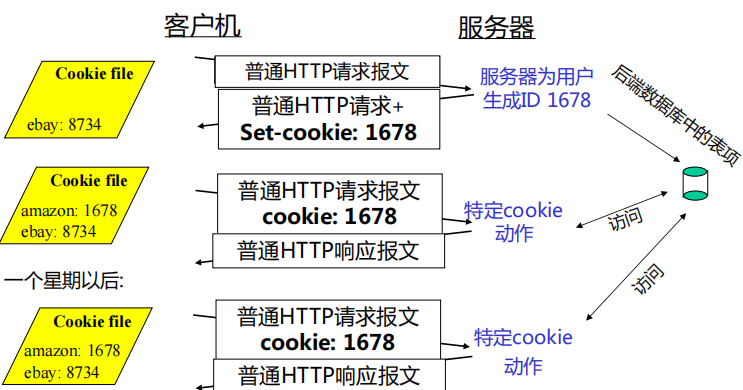 客户机
服务器
Cookie file
ebay: 8734
普通HTTP请求报文
服务器为用户
生成ID 1678
后端数据库中的表项
普通HTTP请求+
Set-cookie: 1678
Cookie file
amazon: 1678
ebay: 8734
普通HTTP请求报文
cookie: 1678
特定cookie
动作
访问
普通HTTP响应报文
一个星期以后:
访问
Cookie file
amazon: 1678
ebay: 8734
普通HTTP请求报文
cookie: 1678
特定cookie
动作
普通HTTP响应报文